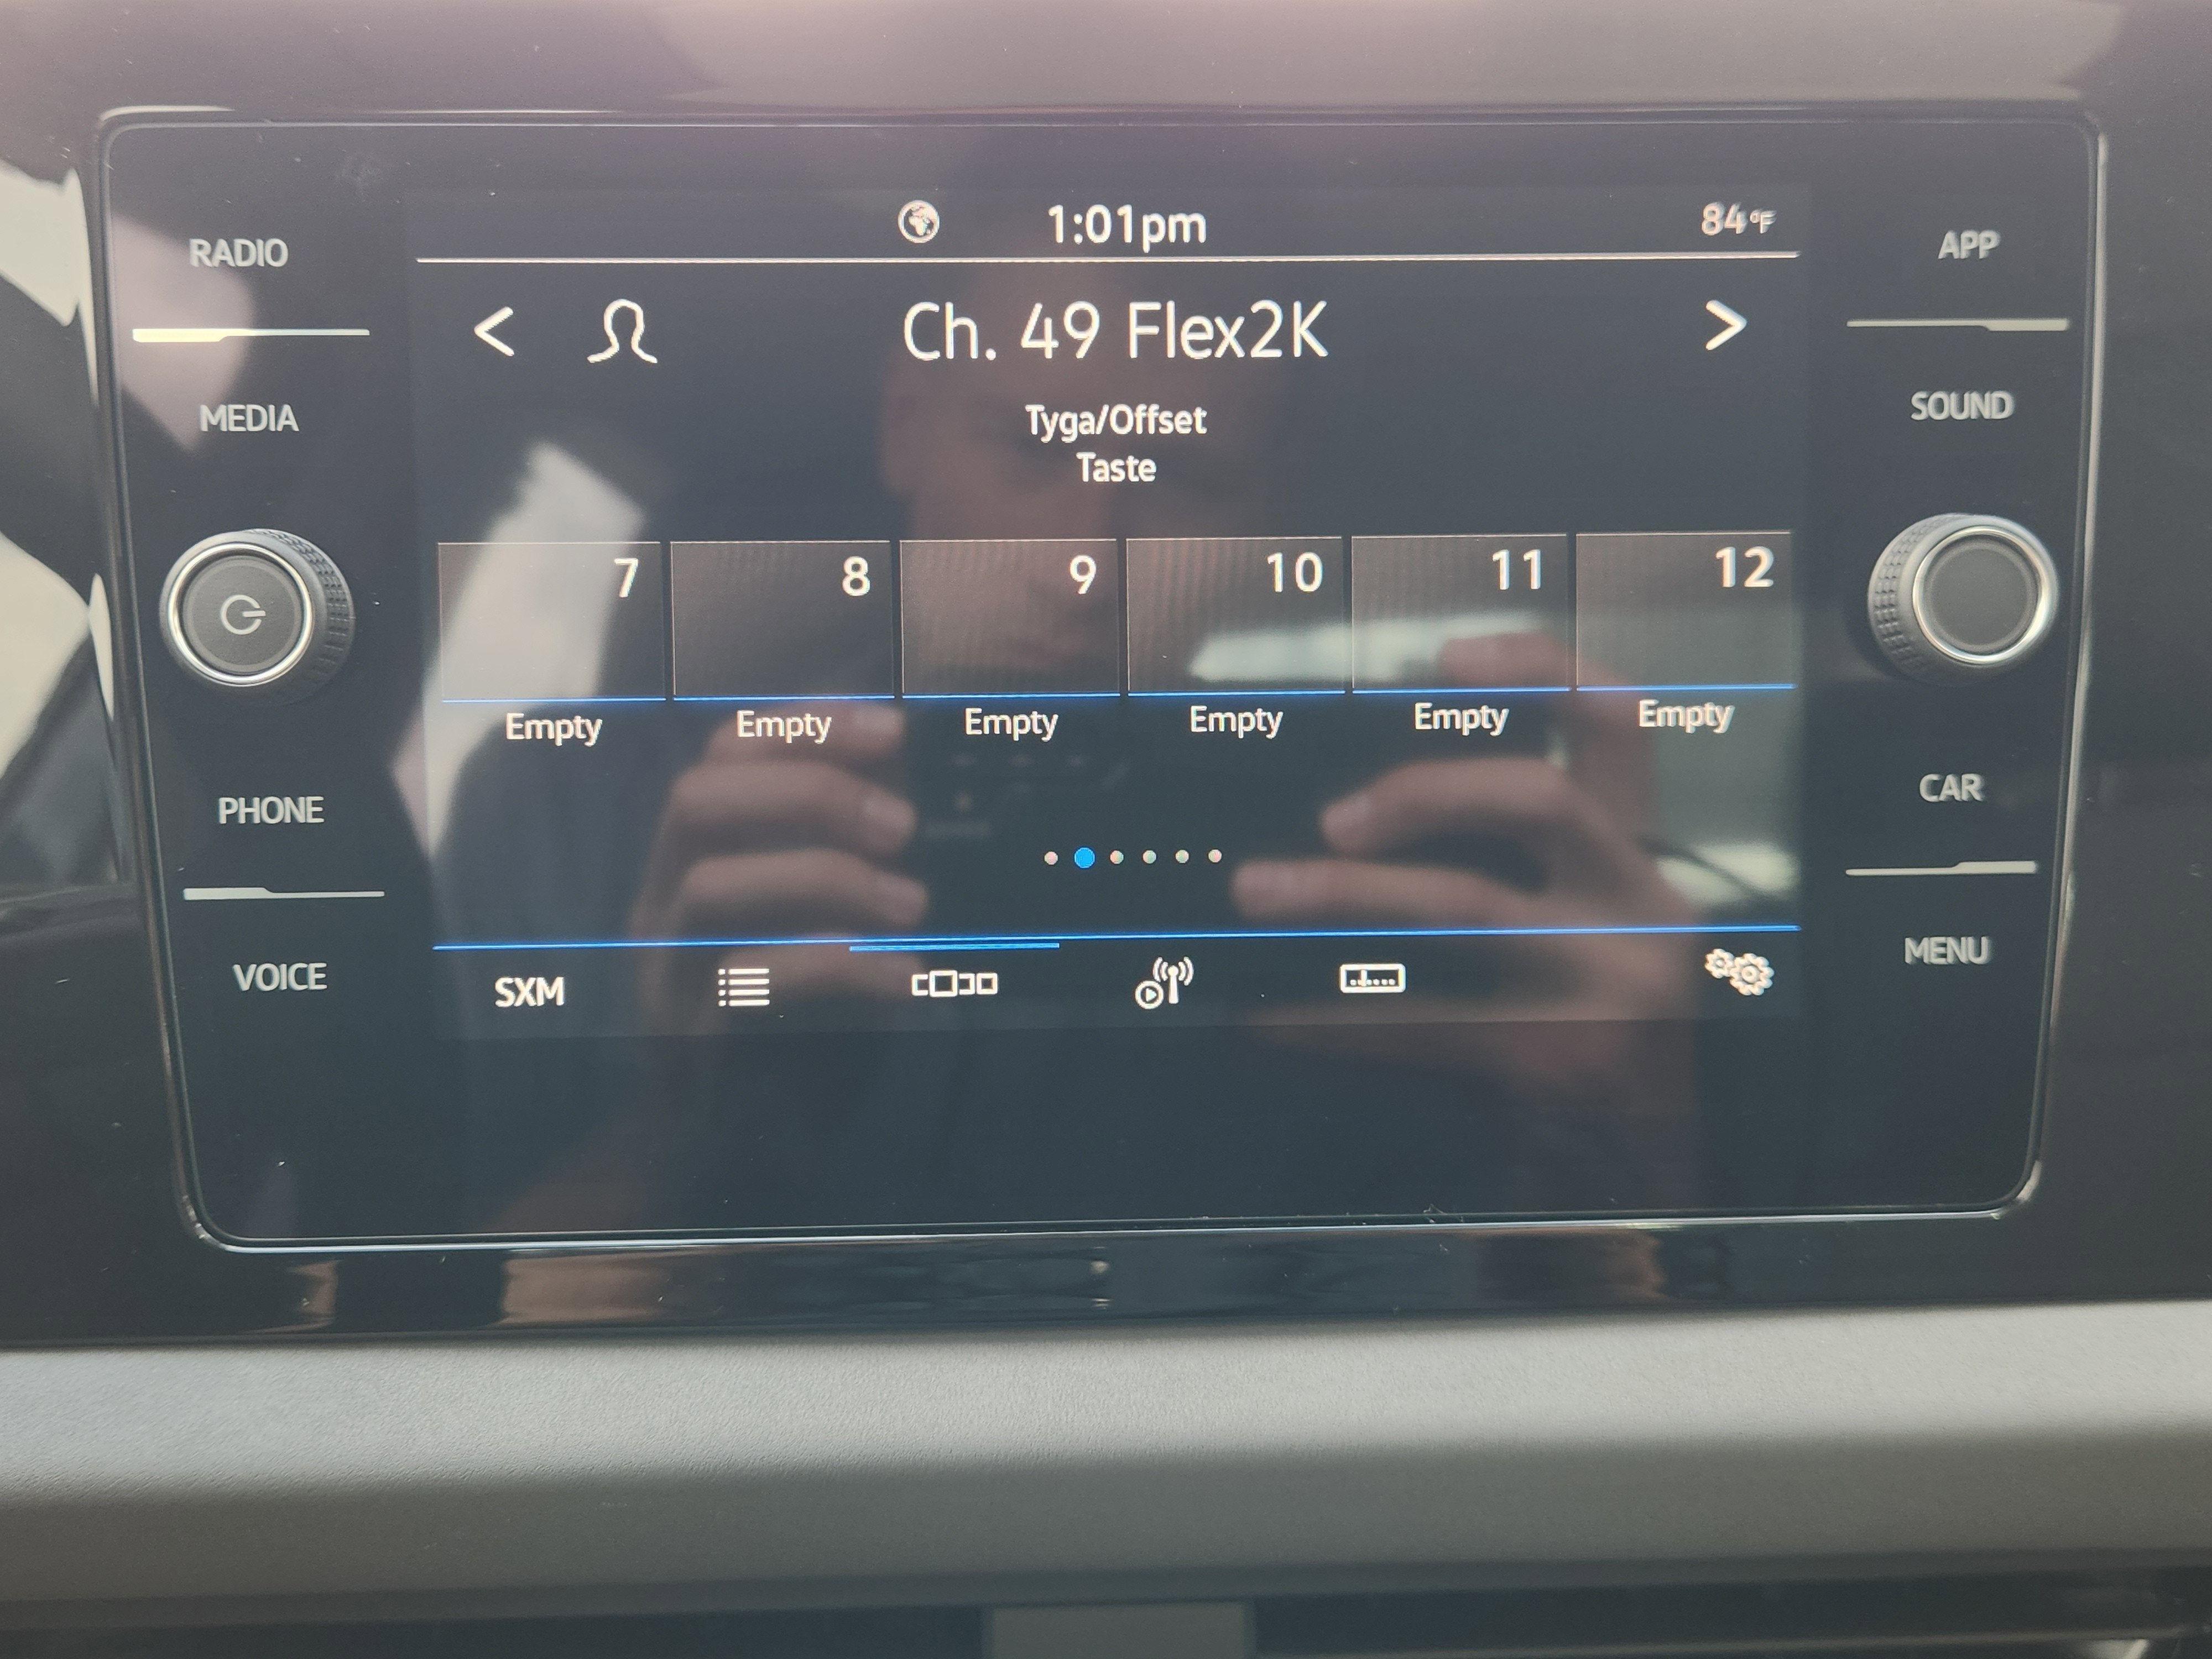 1:01pm
84°F
RADIO
APP
Ch. 49 Flex2K
MEDIA
SOUND
Tyga/Offset
Taste
7
8
9
10
11
12
Empty
Empty
Empty
Empty
Empty
Empty
PHONE
CAR
VOICE
MENU
SXM